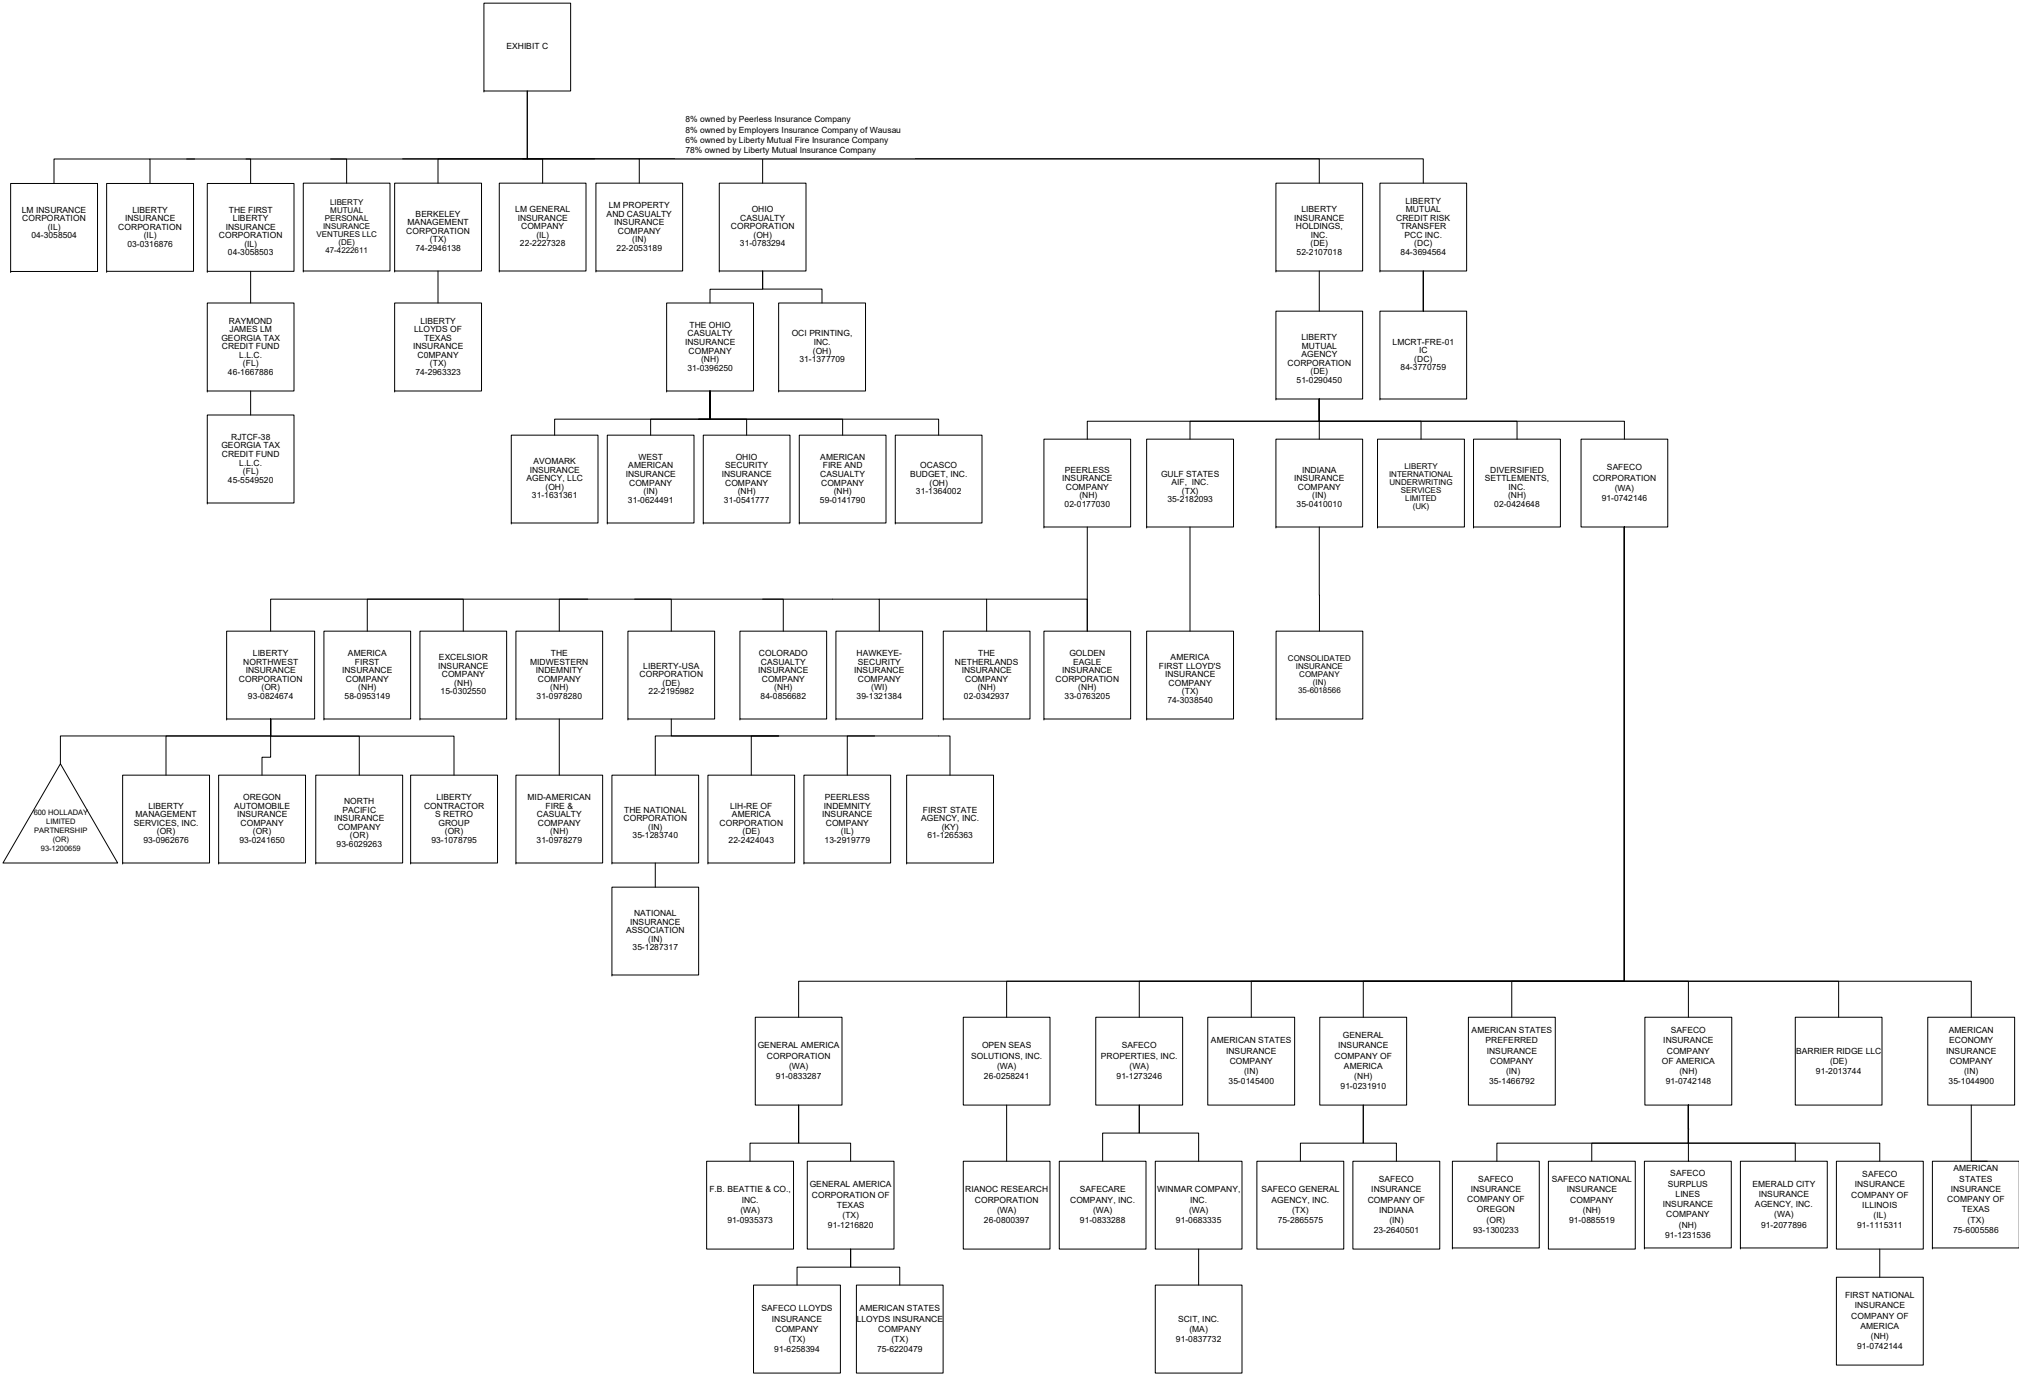 EXHIBIT C
8% owned by Peerless Insurance Company
8% owned by Employers Insurance Company of Wausau
6% owned by Liberty Mutual Fire Insurance Company
78% owned by Liberty Mutual Insurance Company
LM INSURANCE
CORPORATION
(IL)
04-3058504
LIBERTY
INSURANCE
CORPORATION
(IL)
03-0316876
THE FIRST
LIBERTY
INSURANCE
CORPORATION
(IL)
04-3058503
LIBERTY
MUTUAL
PERSONAL
INSURANCE
VENTURES LLC
(DE)
47-4222611
BERKELEY
MANAGEMENT
CORPORATION
(TX)
74-2946138
LM GENERAL
INSURANCE
COMPANY
(IL)
22-2227328
LM PROPERTY
AND CASUALTY
INSURANCE
COMPANY
(IN)
22-2053189
OHIO
CASUALTY
CORPORATION
(OH)
31-0783294
LIBERTY
INSURANCE
HOLDINGS,
INC.
(DE)
52-2107018
LIBERTY
MUTUAL
CREDIT RISK
TRANSFER
PCC INC.
(DC)
84-3694564
RAYMOND
JAMES LM
GEORGIA TAX
CREDIT FUND
L.L.C.
(FL)
46-1667886
LIBERTY
LLOYDS OF
TEXAS
INSURANCE
C0MPANY
(TX)
74-2963323
THE OHIO
CASUALTY
INSURANCE
COMPANY
(NH)
31-0396250
OCI PRINTING,
INC.
(OH)
31-1377709
LIBERTY
MUTUAL
AGENCY
CORPORATION
(DE)
51-0290450
LMCRT-FRE-01
IC
(DC)
84-3770759
RJTCF-38
GEORGIA TAX
CREDIT FUND
L.L.C.
(FL)
45-5549520
AVOMARK
INSURANCE
AGENCY, LLC
(OH)
31-1631361
WEST
AMERICAN
INSURANCE
COMPANY
(IN)
31-0624491
OHIO
SECURITY
INSURANCE
COMPANY
(NH)
31-0541777
AMERICAN
FIRE AND
CASUALTY
COMPANY
(NH)
59-0141790
OCASCO
BUDGET, INC.
(OH)
31-1364002
PEERLESS
INSURANCE
COMPANY
(NH)
02-0177030
GULF STATES
AIF, INC.
(TX)
35-2182093
INDIANA
INSURANCE
COMPANY
(IN)
35-0410010
LIBERTY
INTERNATIONAL
UNDERWRITING
SERVICES
LIMITED
(UK)
DIVERSIFIED
SETTLEMENTS,
INC.
(NH)
02-0424648
SAFECO
CORPORATION
(WA)
91-0742146
LIBERTY
NORTHWEST
INSURANCE
CORPORATION
(OR)
93-0824674
AMERICA
FIRST
INSURANCE
COMPANY
(NH)
58-0953149
EXCELSIOR
INSURANCE
COMPANY
(NH)
15-0302550
THE
MIDWESTERN
INDEMNITY
COMPANY
(NH)
31-0978280
LIBERTY-USA
CORPORATION
(DE)
22-2195982
COLORADO
CASUALTY
INSURANCE
COMPANY
(NH)
84-0856682
HAWKEYE-
SECURITY
INSURANCE
COMPANY
(WI)
39-1321384
THE
NETHERLANDS
INSURANCE
COMPANY
(NH)
02-0342937
GOLDEN
EAGLE
INSURANCE
CORPORATION
(NH)
33-0763205
AMERICA
FIRST LLOYD'S
INSURANCE
COMPANY
(TX)
74-3038540
CONSOLIDATED
INSURANCE
COMPANY
(IN)
35-6018566
600 HOLLADAY
LIMITED
PARTNERSHIP
(OR)
93-1200659
LIBERTY
MANAGEMENT
SERVICES, INC.
(OR)
93-0962676
OREGON
AUTOMOBILE
INSURANCE
COMPANY
(OR)
93-0241650
NORTH
PACIFIC
INSURANCE
COMPANY
(OR)
93-6029263
LIBERTY
CONTRACTOR
S RETRO
GROUP
(OR)
93-1078795
MID-AMERICAN
FIRE &
CASUALTY
COMPANY
(NH)
31-0978279
THE NATIONAL
CORPORATION
(IN)
35-1283740
LIH-RE OF
AMERICA
CORPORATION
(DE)
22-2424043
PEERLESS
INDEMNITY
INSURANCE
COMPANY
(IL)
13-2919779
FIRST STATE
AGENCY, INC.
(KY)
61-1265363
NATIONAL
INSURANCE
ASSOCIATION
(IN)
35-1287317
GENERAL AMERICA
CORPORATION
(WA)
91-0833287
OPEN SEAS
SOLUTIONS, INC.
(WA)
26-0258241
SAFECO
PROPERTIES, INC.
(WA)
91-1273246
AMERICAN STATES
INSURANCE
COMPANY
(IN)
35-0145400
GENERAL
INSURANCE
COMPANY OF
AMERICA
(NH)
91-0231910
AMERICAN STATES
PREFERRED
INSURANCE
COMPANY
(IN)
35-1466792
SAFECO
INSURANCE
COMPANY
OF AMERICA
(NH)
91-0742148
BARRIER RIDGE LLC
(DE)
91-2013744
AMERICAN
ECONOMY
INSURANCE
COMPANY
(IN)
35-1044900
F.B. BEATTIE & CO.,
INC.
(WA)
91-0935373
GENERAL AMERICA
CORPORATION OF
TEXAS
(TX)
91-1216820
RIANOC RESEARCH
CORPORATION
(WA)
26-0800397
SAFECARE
COMPANY, INC.
(WA)
91-0833288
WINMAR COMPANY,
INC.
(WA)
91-0683335
SAFECO GENERAL
AGENCY, INC.
(TX)
75-2865575
SAFECO
INSURANCE
COMPANY OF
INDIANA
(IN)
23-2640501
SAFECO
INSURANCE
COMPANY OF
OREGON
(OR)
93-1300233
SAFECO NATIONAL
INSURANCE
COMPANY
(NH)
91-0885519
SAFECO
SURPLUS
LINES
INSURANCE
COMPANY
(NH)
91-1231536
EMERALD CITY
INSURANCE
AGENCY, INC.
(WA)
91-2077896
SAFECO
INSURANCE
COMPANY OF
ILLINOIS
(IL)
91-1115311
AMERICAN
STATES
INSURANCE
COMPANY OF
TEXAS
(TX)
75-6005586
SAFECO LLOYDS
INSURANCE
COMPANY
(TX)
91-6258394
AMERICAN STATES
LLOYDS INSURANCE
COMPANY
(TX)
75-6220479
SCIT, INC.
(MA)
91-0837732
FIRST NATIONAL
INSURANCE
COMPANY OF
AMERICA
(NH)
91-0742144